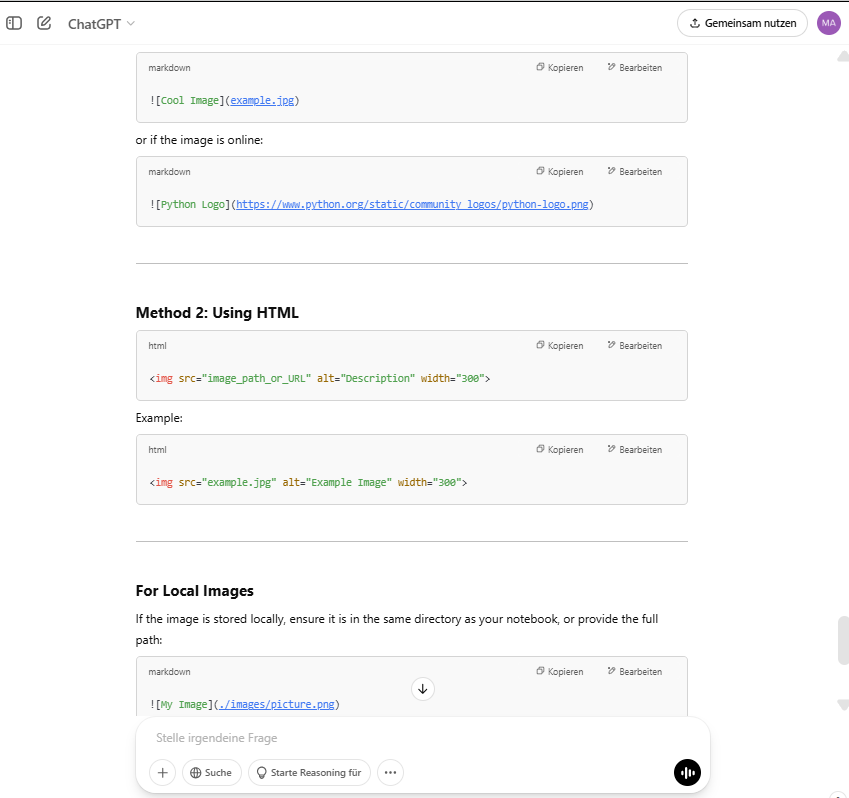 ChatGPT
Gemeinsam nutzen
MA
markdown
Kopieren
Bearbeiten
![Cool Image](example.jpg)
or if the image is online:
markdown
Kopieren
Bearbeiten
![Python Logo](https://www.python.org/static/community_logos/python-logo.png)
Method 2: Using HTML
html
Kopieren
Bearbeiten
<img src="image_path_or_URL" alt="Description" width="300">
Example:
html
Kopieren
Bearbeiten
<img src="example.jpg" alt="Example Image" width="300">
For Local Images
If the image is stored locally, ensure it is in the same directory as your notebook, or provide the full
path:
markdown
Kopieren
Bearbeiten
![My Image](./images/picture.png)
Stelle irgendeine Frage
Suche
Starte Reasoning für